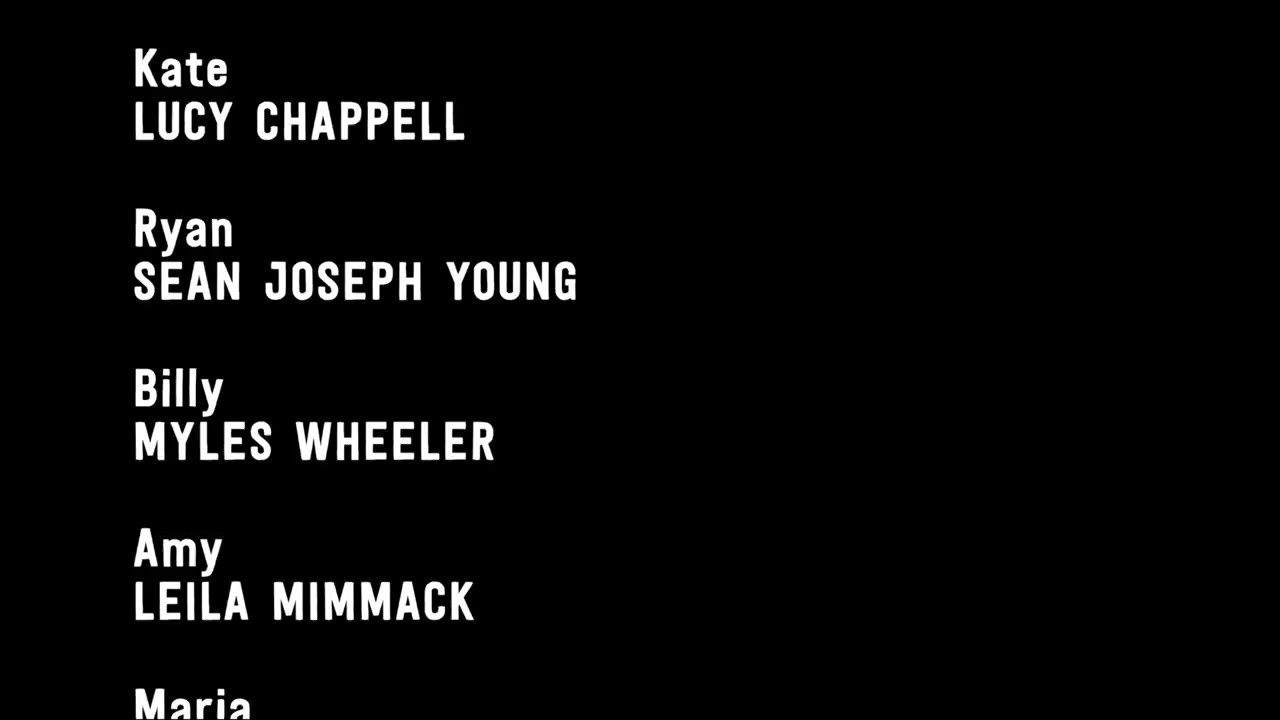 Kate
LUCY CHAPPELL
Ryan
SEAN JOSEPH YOUNG
Billy
MYLES WHEELER
Amy
LEILA MIMMACK
Maria